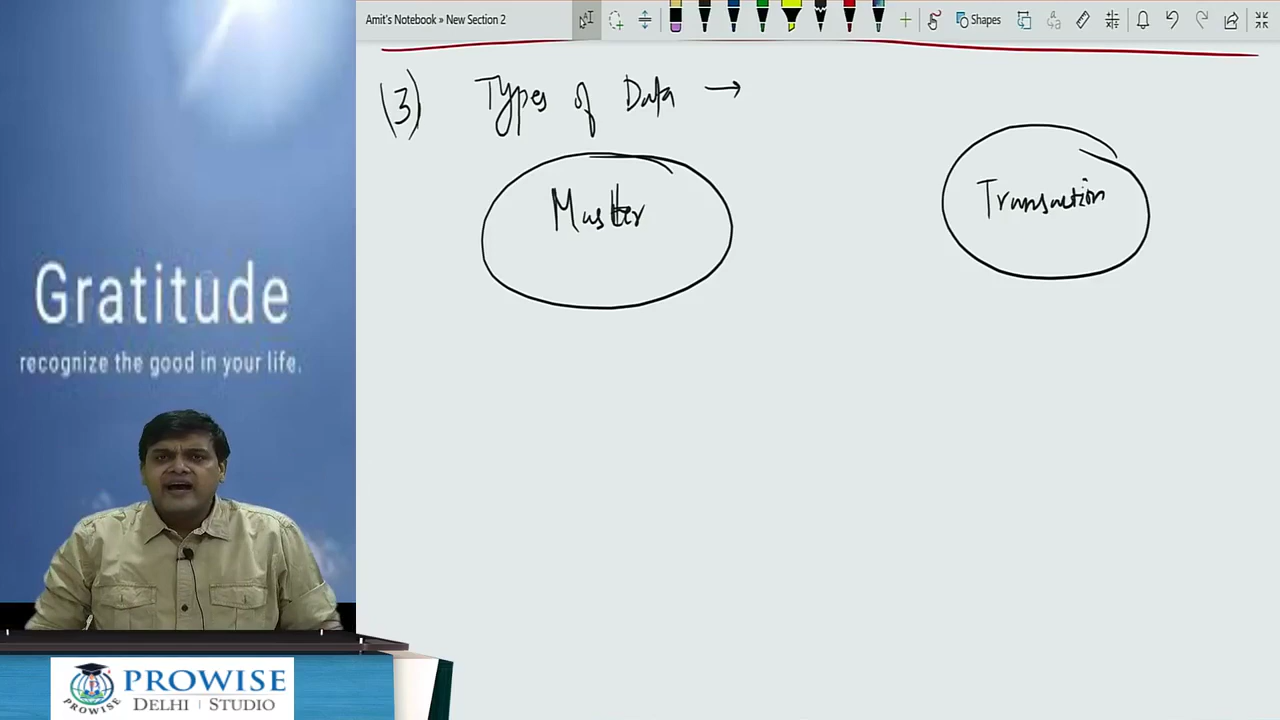 Amit's Notebook » New Section 2
Shapes
(3) Types of Data →
Master
Transaction
Gratitude
recognize the good in your life.
PROWISE
PROWISE
DELHI | STUDIO